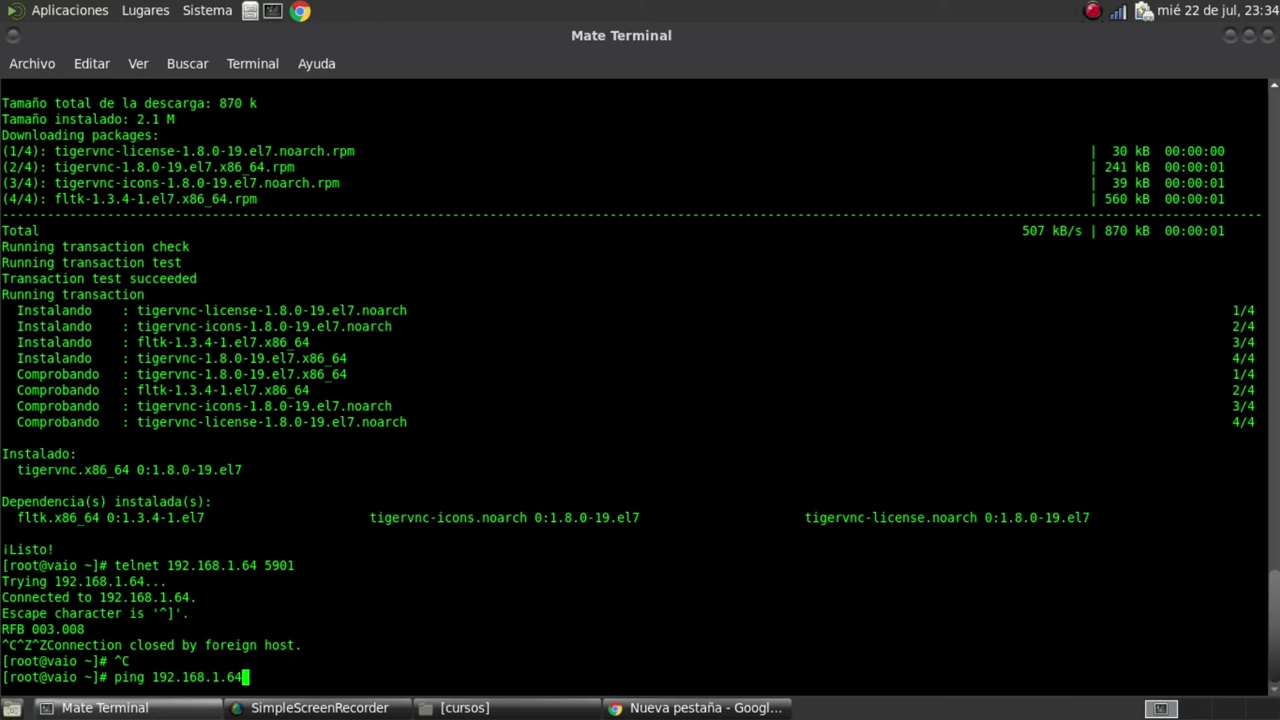 Aplicaciones Lugares Sistema mié 22 de jul, 23:34
Mate Terminal
Archivo Editar Ver Buscar Terminal Ayuda
Tamaño total de la descarga: 870 k
Tamaño instalado: 2.1 M
Downloading packages:
(1/4): tigervnc-license-1.8.0-19.el7.noarch.rpm | 30 kB 00:00:00
(2/4): tigervnc-1.8.0-19.el7.x86_64.rpm | 241 kB 00:00:01
(3/4): tigervnc-icons-1.8.0-19.el7.noarch.rpm | 39 kB 00:00:01
(4/4): fltk-1.3.4-1.el7.x86_64.rpm | 560 kB 00:00:01
--------------------------------------------------------------------------------
Total 507 kB/s | 870 kB 00:00:01
Running transaction check
Running transaction test
Transaction test succeeded
Running transaction
Instalando : tigervnc-license-1.8.0-19.el7.noarch 1/4
Instalando : tigervnc-icons-1.8.0-19.el7.noarch 2/4
Instalando : fltk-1.3.4-1.el7.x86_64 3/4
Instalando : tigervnc-1.8.0-19.el7.x86_64 4/4
Comprobando : tigervnc-1.8.0-19.el7.x86_64 1/4
Comprobando : fltk-1.3.4-1.el7.x86_64 2/4
Comprobando : tigervnc-icons-1.8.0-19.el7.noarch 3/4
Comprobando : tigervnc-license-1.8.0-19.el7.noarch 4/4
Instalado:
tigervnc.x86_64 0:1.8.0-19.el7
Dependencia(s) instalada(s):
fltk.x86_64 0:1.3.4-1.el7 tigervnc-icons.noarch 0:1.8.0-19.el7 tigervnc-license.noarch 0:1.8.0-19.el7
¡Listo!
[root@vaio ~]# telnet 192.168.1.64 5901
Trying 192.168.1.64...
Connected to 192.168.1.64.
Escape character is '^]'.
RFB 003.008
^C^Z^ZConnection closed by foreign host.
[root@vaio ~]# ^C
[root@vaio ~]# ping 192.168.1.64
Mate Terminal SimpleScreenRecorder [cursos] Nueva pestaña - Googl...